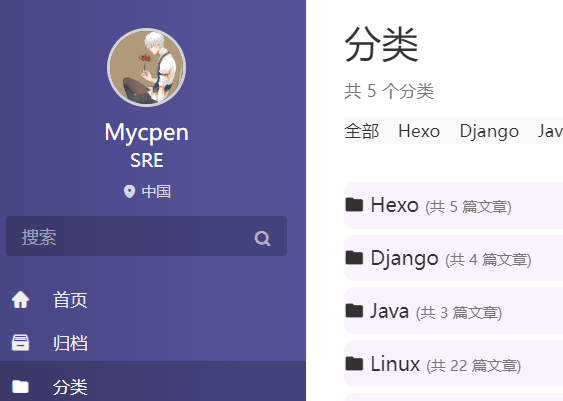 Mycpen
SRE
中国
搜索
首页
归档
分类
分类
共 5 个分类
全部 Hexo Django Jav
Hexo (共 5 篇文章)
Django (共 4 篇文章)
Java (共 3 篇文章)
Linux (共 22 篇文章)